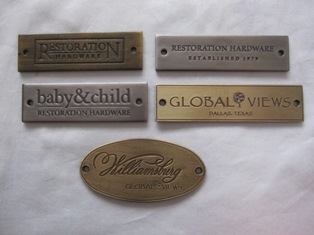 RESTORATION
HARDWARE
RESTORATION HARDWARE
ESTABLISHED 1979
baby&child
RESTORATION HARDWARE
GLOBAL VIEWS
DALLAS, TEXAS
Williamsburg
GLOBAL VIEWS